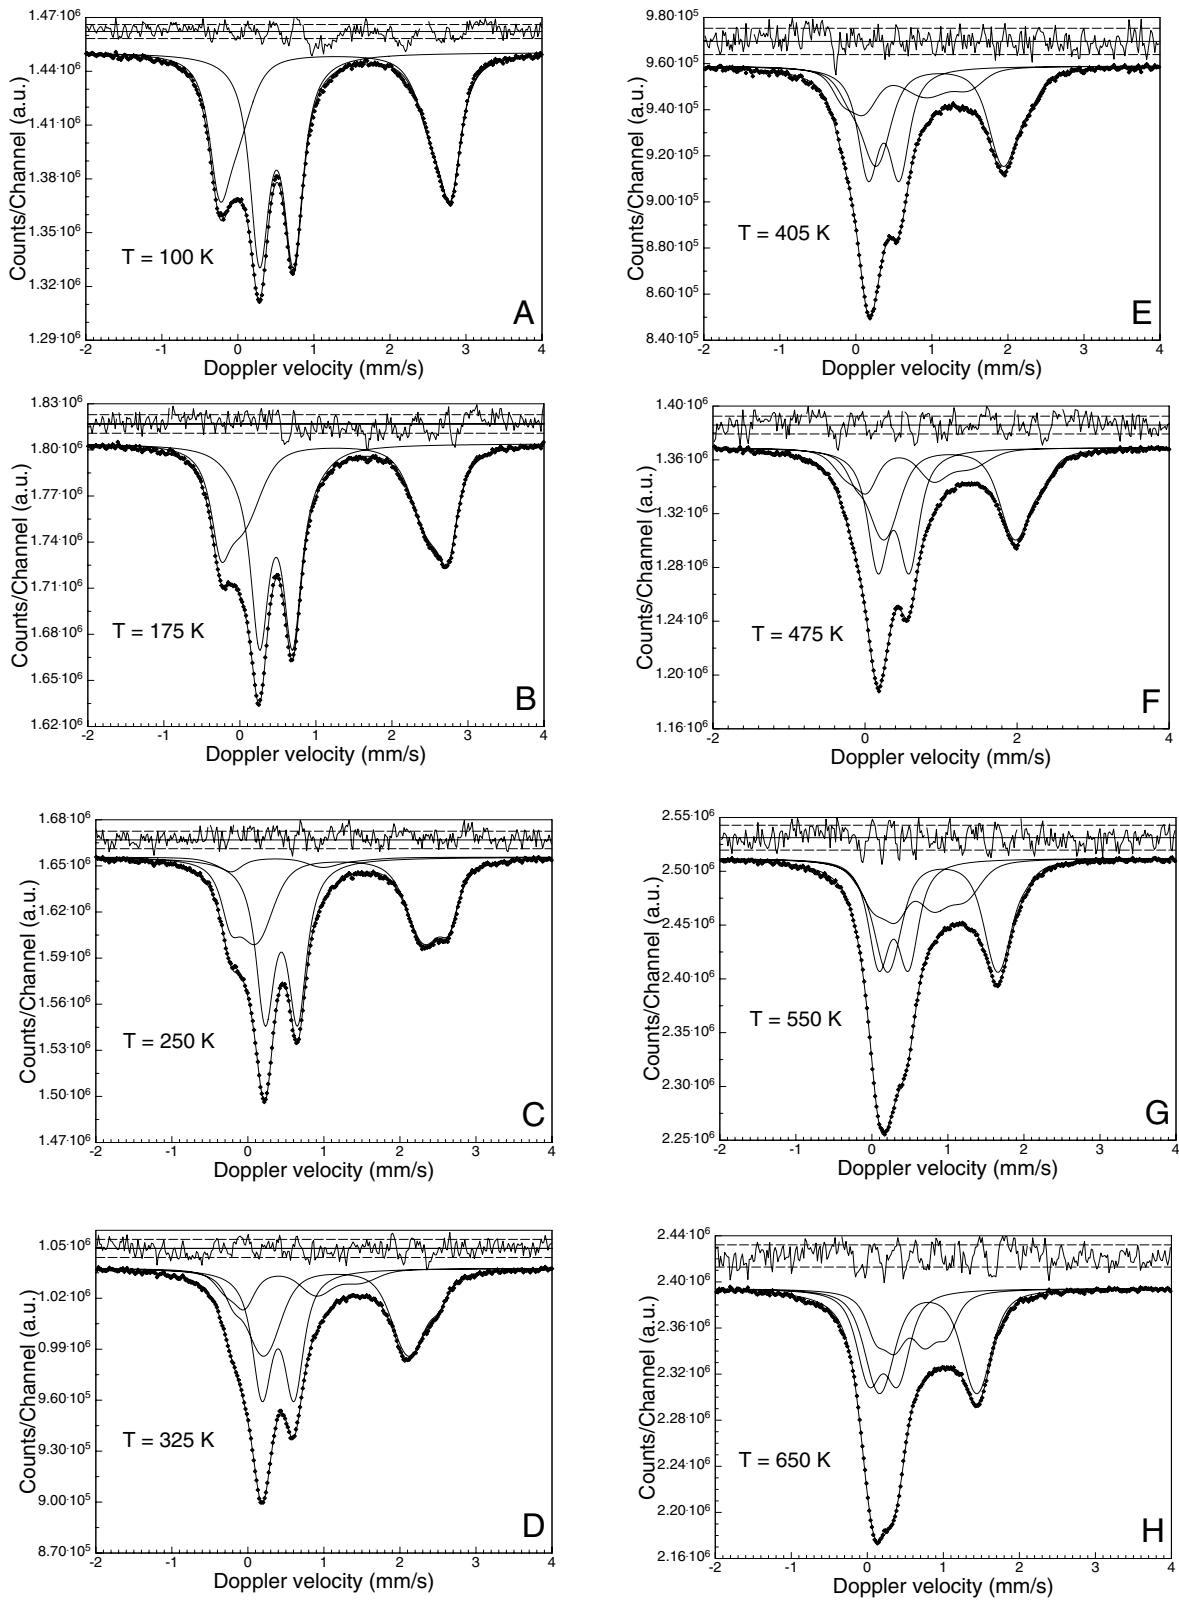 1.47·10⁶
1.44·10⁶
1.41·10⁶
1.38·10⁶
1.35·10⁶
1.32·10⁶
1.29·10⁶
Counts/Channel (a.u.)
T = 100 K
A
-2 -1 0 1 2 3 4
Doppler velocity (mm/s)
1.83·10⁶
1.80·10⁶
1.77·10⁶
1.74·10⁶
1.71·10⁶
1.68·10⁶
1.65·10⁶
1.62·10⁶
Counts/Channel (a.u.)
T = 175 K
B
-2 -1 0 1 2 3 4
Doppler velocity (mm/s)
1.68·10⁶
1.65·10⁶
1.62·10⁶
1.59·10⁶
1.56·10⁶
1.53·10⁶
1.50·10⁶
1.47·10⁶
Counts/Channel (a.u.)
T = 250 K
C
-2 -1 0 1 2 3 4
Doppler velocity (mm/s)
1.05·10⁶
1.02·10⁶
0.99·10⁶
9.60·10⁵
9.30·10⁵
9.00·10⁵
8.70·10⁵
Counts/Channel (a.u.)
T = 325 K
D
-2 -1 0 1 2 3 4
Doppler velocity (mm/s)
9.80·10⁵
9.60·10⁵
9.40·10⁵
9.20·10⁵
9.00·10⁵
8.80·10⁵
8.60·10⁵
8.40·10⁵
Counts/Channel (a.u.)
T = 405 K
E
-2 -1 0 1 2 3 4
Doppler velocity (mm/s)
1.40·10⁶
1.36·10⁶
1.32·10⁶
1.28·10⁶
1.24·10⁶
1.20·10⁶
1.16·10⁶
Counts/Channel (a.u.)
T = 475 K
F
-2 0 2 4
Doppler velocity (mm/s)
2.55·10⁶
2.50·10⁶
2.45·10⁶
2.40·10⁶
2.35·10⁶
2.30·10⁶
2.25·10⁶
Counts/Channel (a.u.)
T = 550 K
G
-2 -1 0 1 2 3 4
Doppler velocity (mm/s)
2.44·10⁶
2.40·10⁶
2.36·10⁶
2.32·10⁶
2.28·10⁶
2.24·10⁶
2.20·10⁶
2.16·10⁶
Counts/Channel (a.u.)
T = 650 K
H
-2 -1 0 1 2 3 4
Doppler velocity (mm/s)